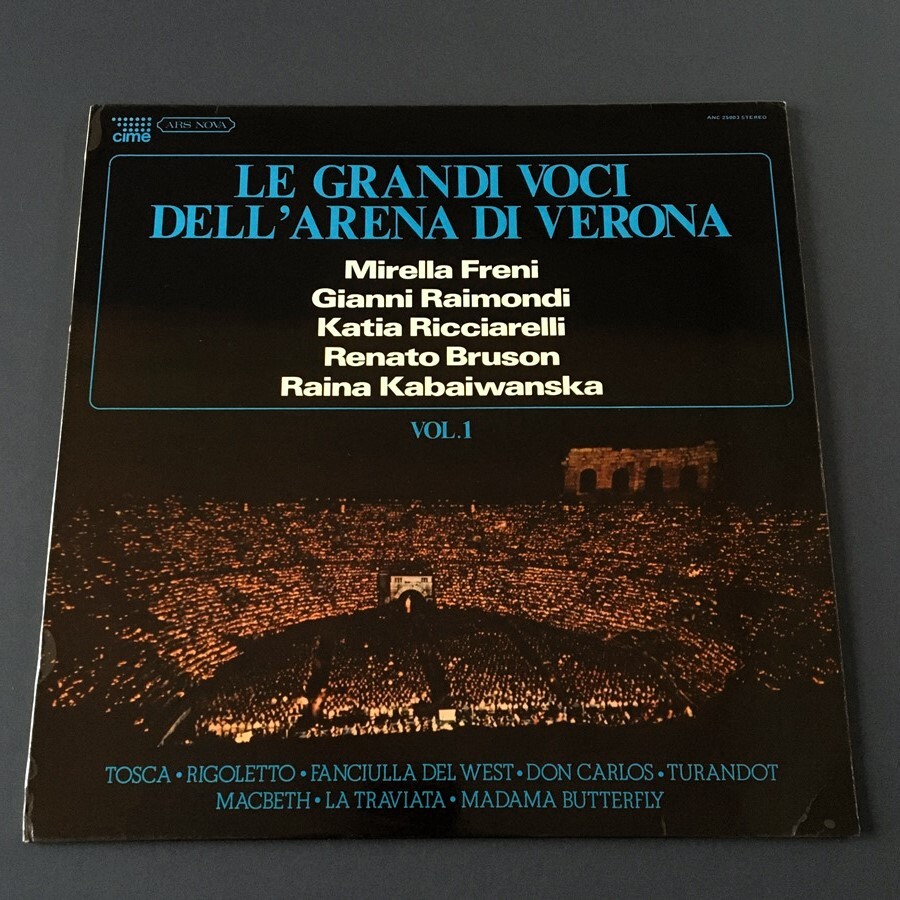 cime
ARS NOVA
ANC 25003 STEREO
LE GRANDI VOCI
DELL'ARENA DI VERONA
Mirella Freni
Gianni Raimondi
Katia Ricciarelli
Renato Bruson
Raina Kabaiwanska
VOL.1
TOSCA • RIGOLETTO • FANCIULLA DEL WEST • DON CARLOS • TURANDOT
MACBETH • LA TRAVIATA • MADAMA BUTTERFLY